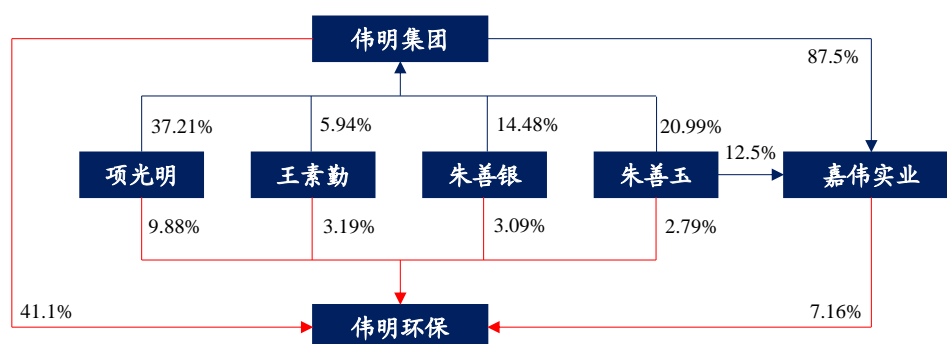 伟明集团
87.5%
37.21%
5.94%
14.48%
20.99%
12.5%
项光明
王素勤
朱善银
朱善玉
嘉伟实业
9.88%
3.19%
3.09%
2.79%
41.1%
7.16%
伟明环保